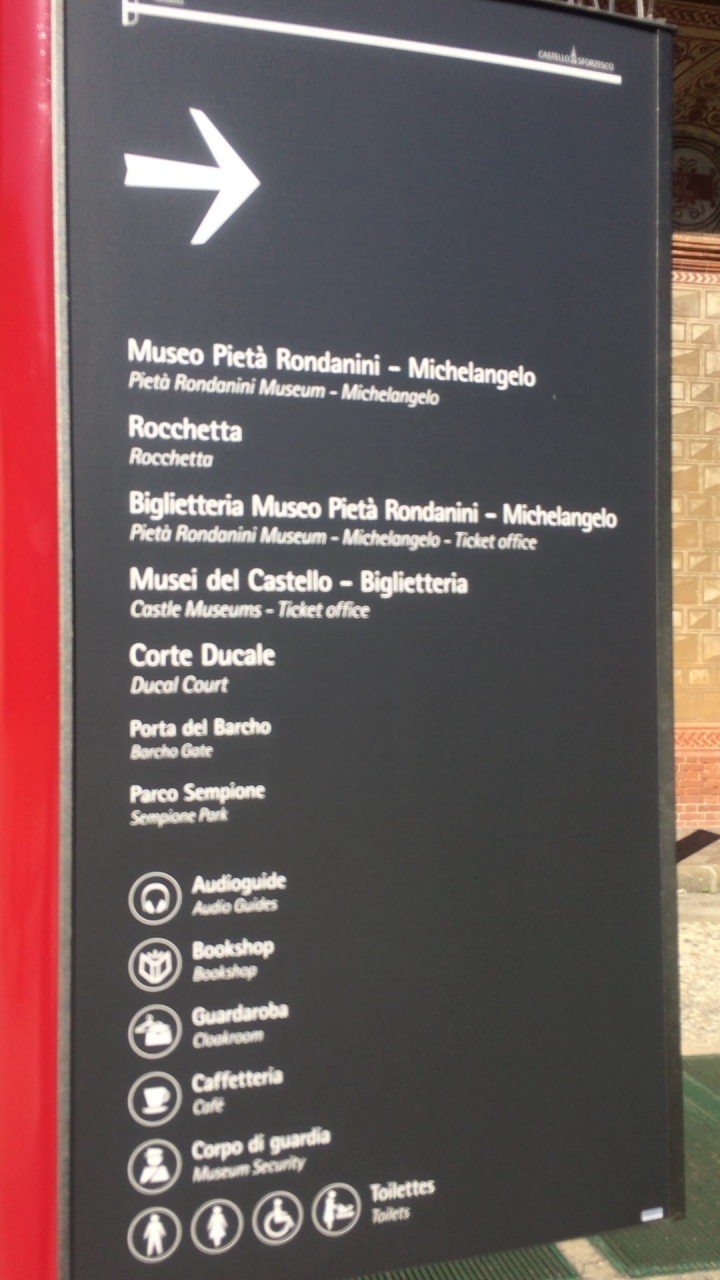 CASTELLO SFORZESCO
Museo Pietà Rondanini – Michelangelo
Pietà Rondanini Museum – Michelangelo
Rocchetta
Rocchetta
Biglietteria Museo Pietà Rondanini – Michelangelo
Pietà Rondanini Museum – Michelangelo – Ticket office
Musei del Castello – Biglietteria
Castle Museums – Ticket office
Corte Ducale
Ducal Court
Porta del Barcho
Barcho Gate
Parco Sempione
Sempione Park
Audioguide
Audio Guides
Bookshop
Bookshop
Guardaroba
Cloakroom
Caffetteria
Café
Corpo di guardia
Museum Security
Toilettes
Toilets